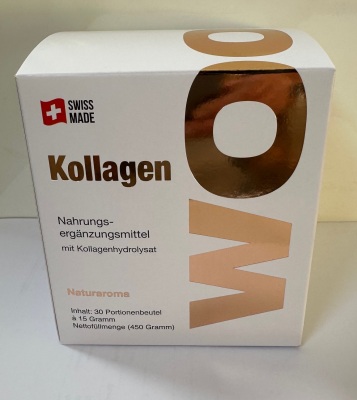 SWISS
MADE
Kollagen
Nahrungs-
ergänzungsmittel
mit Kollagenhydrolysat
Naturaroma
Inhalt: 30 Portionenbeutel
à 15 Gramm
Nettofüllmenge (450 Gramm)
WOO